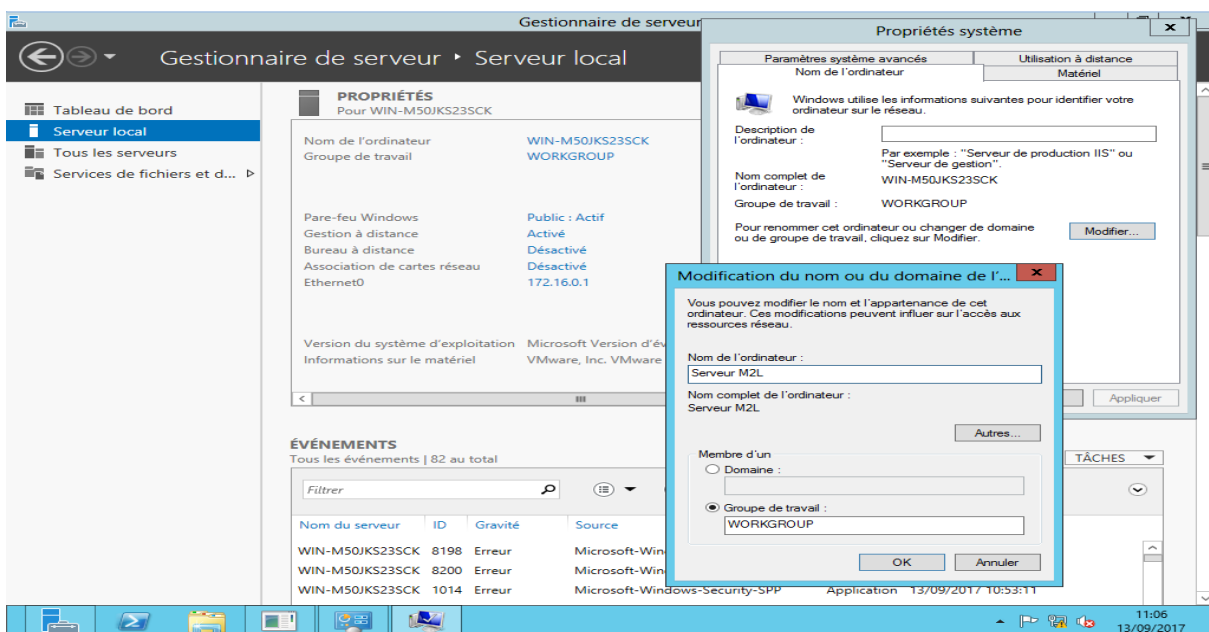 Gestionnaire de serveur
Gestionnaire de serveur ‣ Serveur local
Tableau de bord
Serveur local
Tous les serveurs
Services de fichiers et d...
PROPRIÉTÉS
Pour WIN-M50JKS23SCK
Nom de l'ordinateur WIN-M50JKS23SCK
Groupe de travail WORKGROUP
Pare-feu Windows Public : Actif
Gestion à distance Activé
Bureau à distance Désactivé
Association de cartes réseau Désactivé
Ethernet0 172.16.0.1
Version du système d'exploitation Microsoft Version d'év
Informations sur le matériel VMware, Inc. VMware
ÉVÉNEMENTS
Tous les événements | 82 au total
TÂCHES
Filtrer
Nom du serveur ID Gravité Source
WIN-M50JKS23SCK 8198 Erreur Microsoft-Win
WIN-M50JKS23SCK 8200 Erreur Microsoft-Win
WIN-M50JKS23SCK 1014 Erreur Microsoft-Windows-Security-SPP Application 13/09/2017 10:53:11
Propriétés système
Paramètres système avancés Utilisation à distance
Nom de l'ordinateur Matériel
Windows utilise les informations suivantes pour identifier votre
ordinateur sur le réseau.
Description de
l'ordinateur :
Par exemple : "Serveur de production IIS" ou
"Serveur de gestion".
Nom complet de
l'ordinateur :
WIN-M50JKS23SCK
Groupe de travail : WORKGROUP
Pour renommer cet ordinateur ou changer de domaine
ou de groupe de travail, cliquez sur Modifier.
Modifier...
Appliquer
Modification du nom ou du domaine de l'...
Vous pouvez modifier le nom et l'appartenance de cet
ordinateur. Ces modifications peuvent influer sur l'accès aux
ressources réseau.
Nom de l'ordinateur :
Serveur M2L
Nom complet de l'ordinateur :
Serveur M2L
Autres...
Membre d'un
Domaine :
Groupe de travail :
WORKGROUP
OK Annuler
11:06
13/09/2017